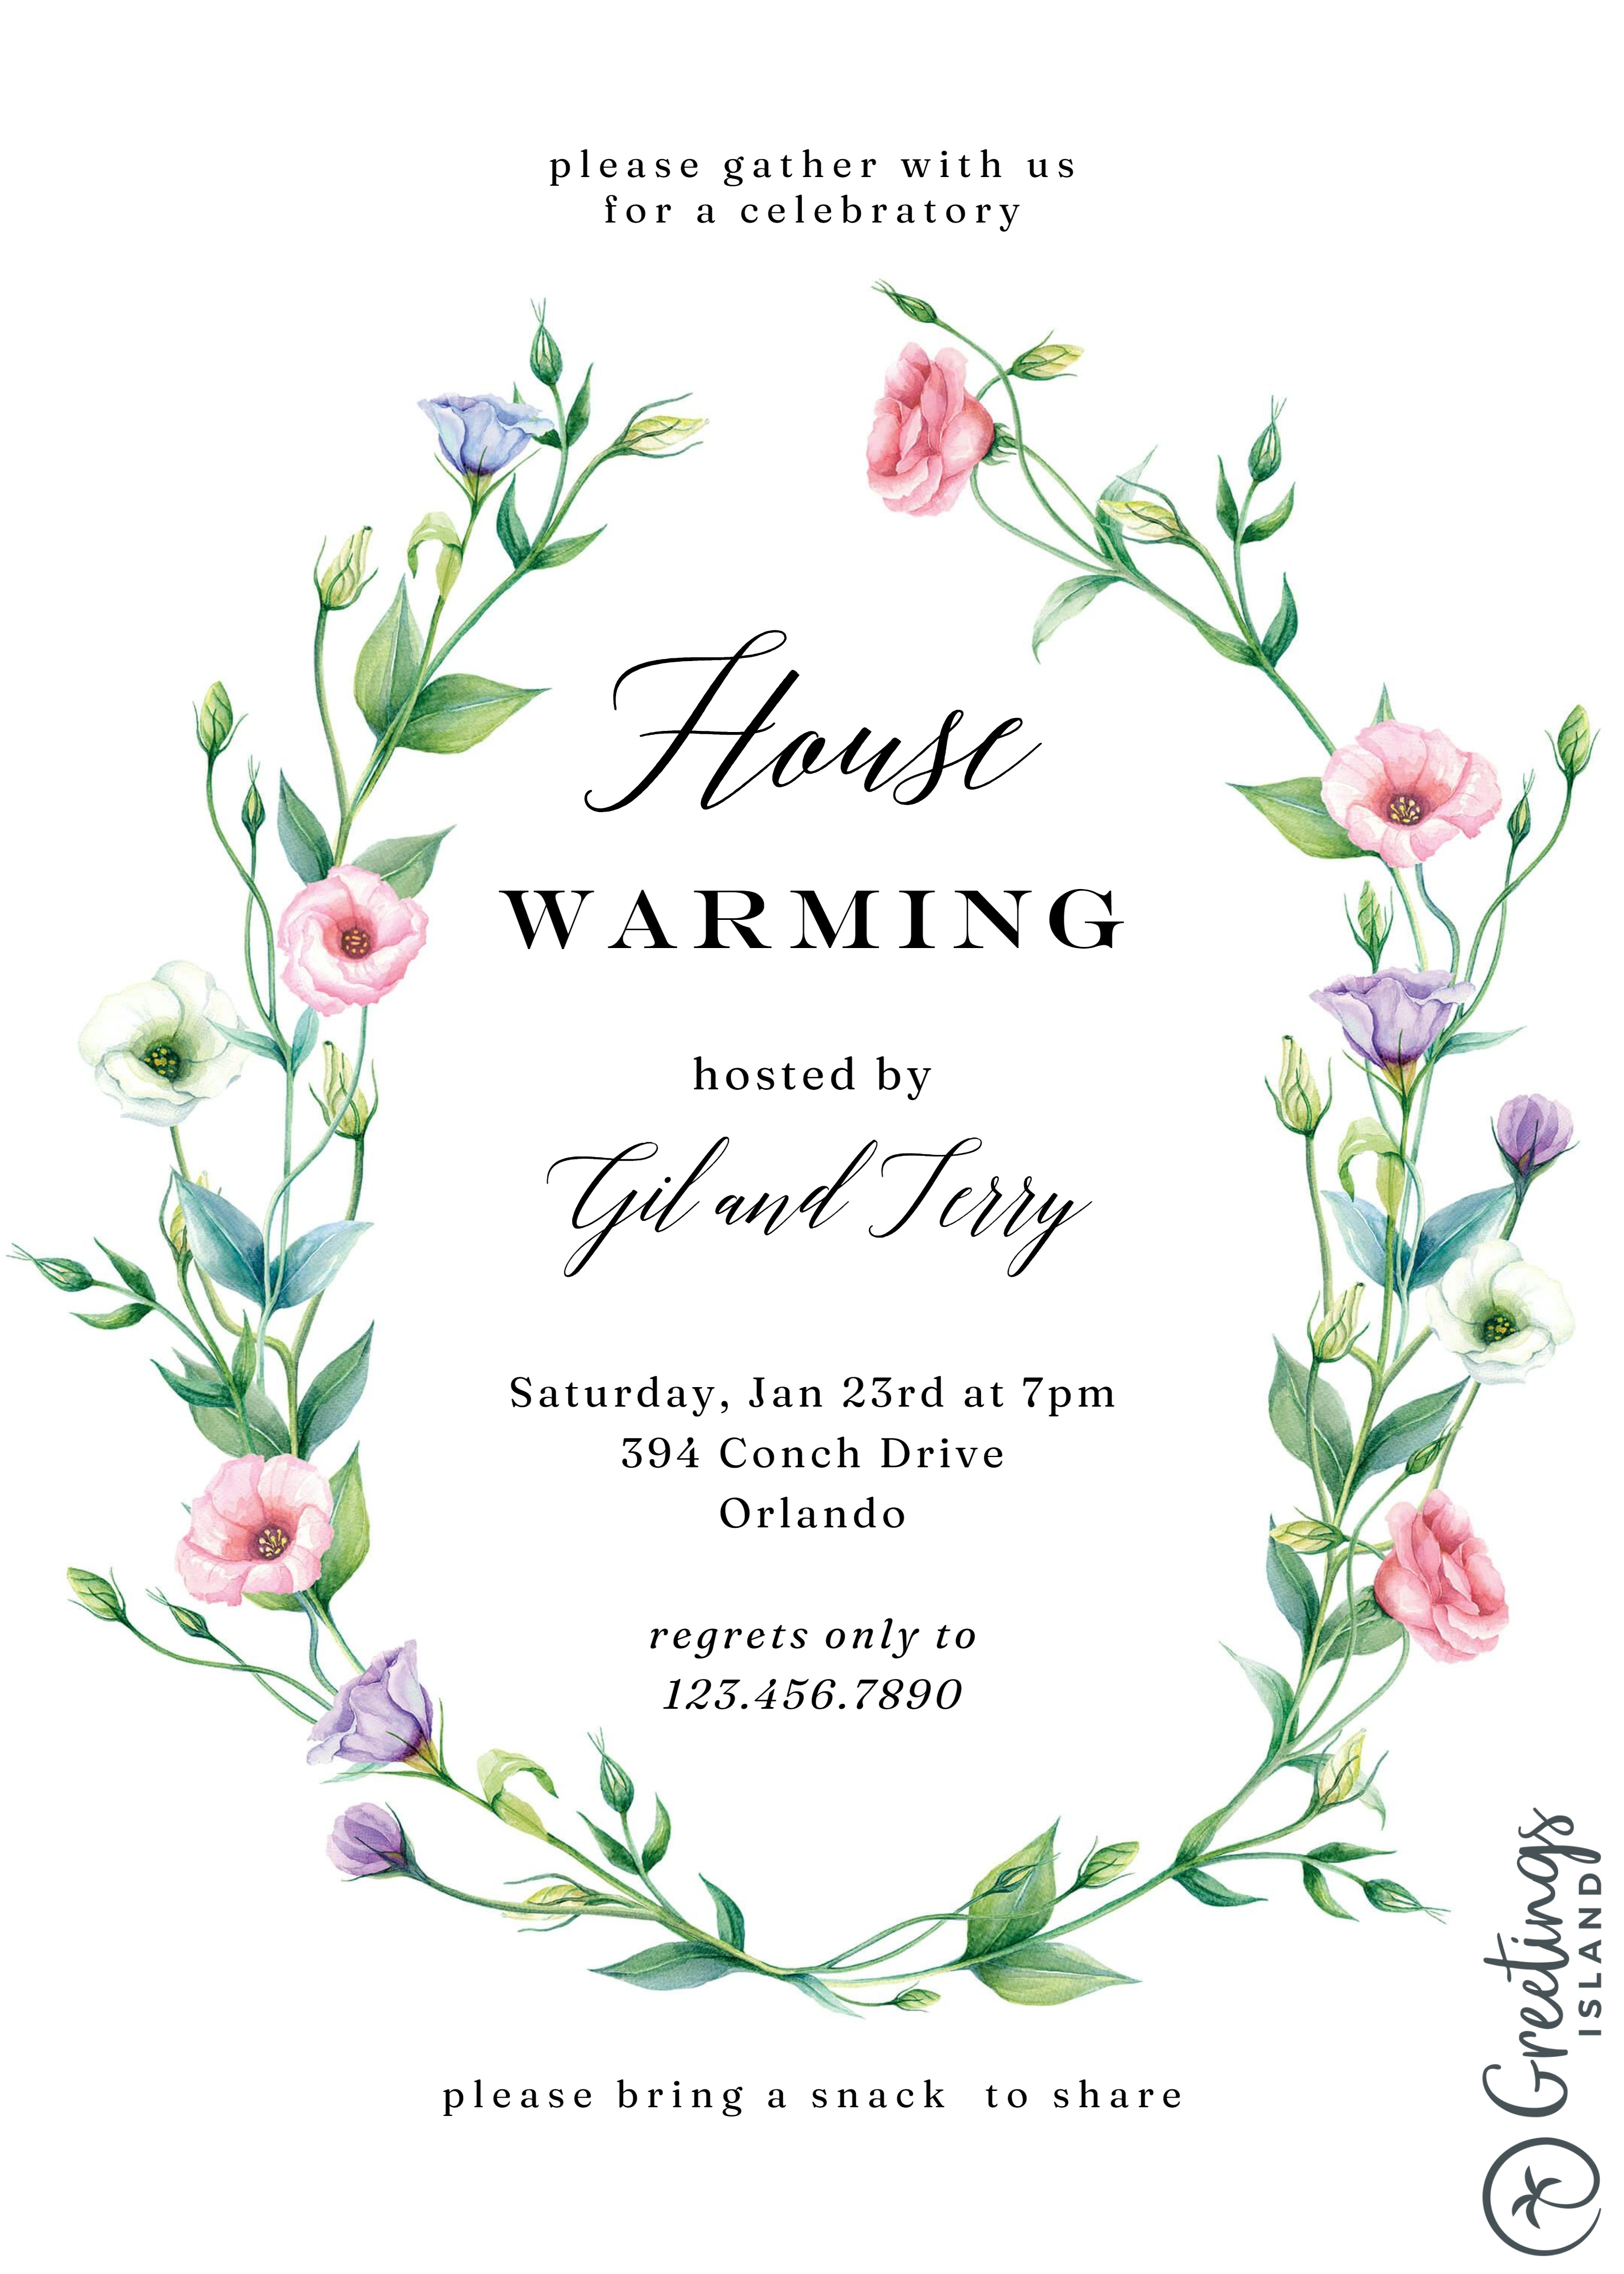 please gather with us
for a celebratory
House
WARMING
hosted by
Gil and Terry
Saturday, Jan 23rd at 7pm
394 Conch Drive
Orlando
regrets only to
123.456.7890
please bring a snack  to share
Greetings
ISLAND